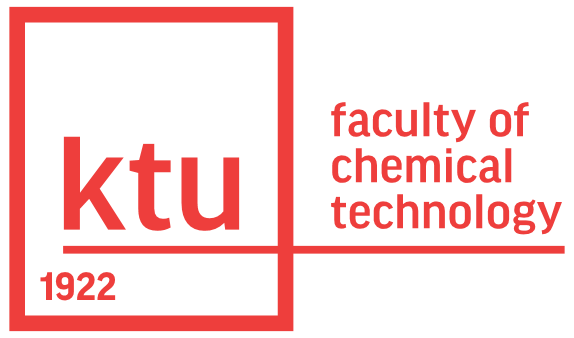 ktu
1922
faculty of
chemical
technology